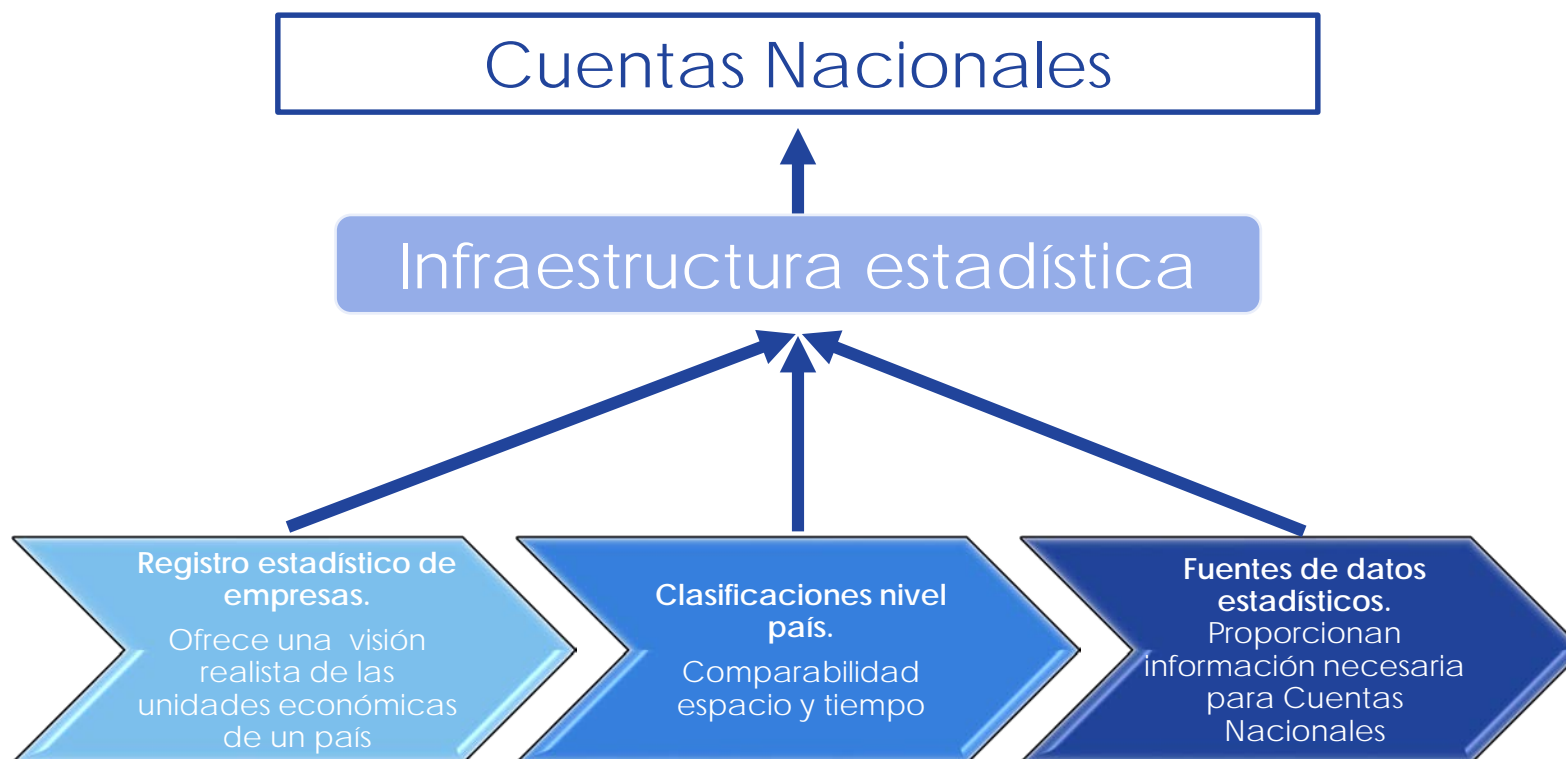 Cuentas Nacionales
Infraestructura estadística
Registro estadístico de
empresas.
Ofrece una visión
realista de las
unidades económicas
de un país
Clasificaciones nivel
país.
Comparabilidad
espacio y tiempo
Fuentes de datos
estadísticos.
Proporcionan
información necesaria
para Cuentas
Nacionales